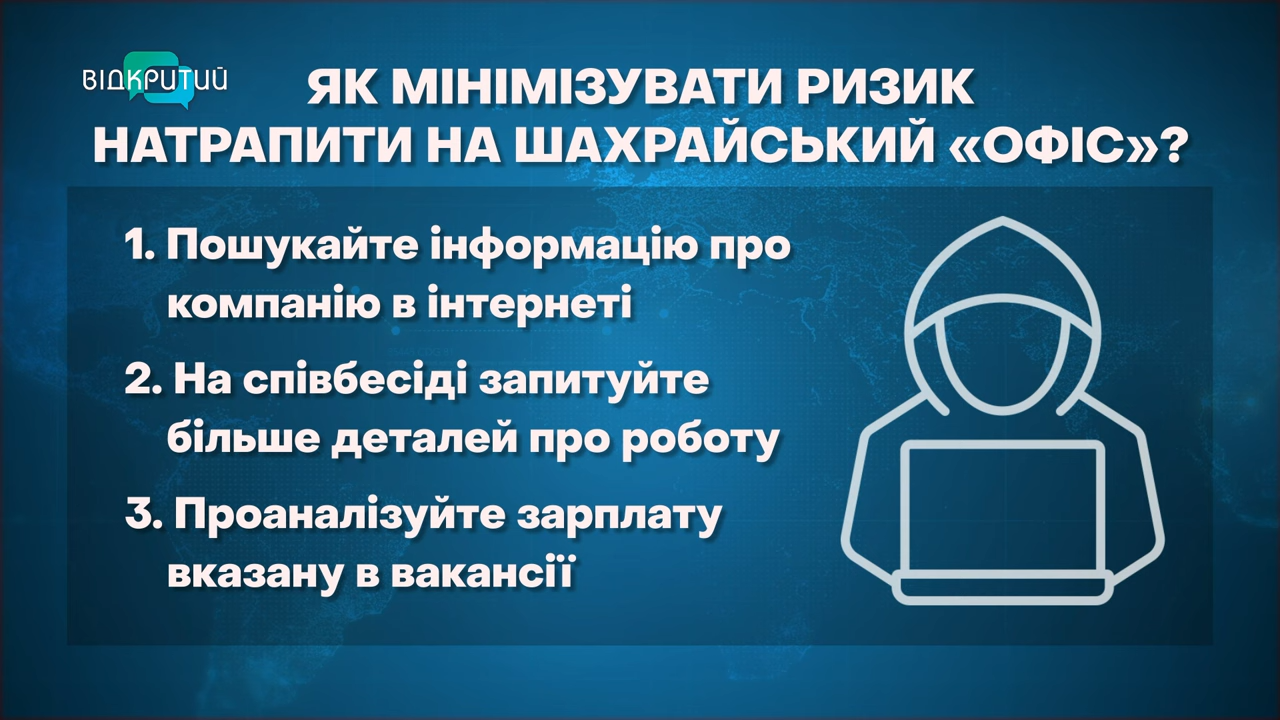 ВІДКРИТИЙ
ЯК МІНІМІЗУВАТИ РИЗИК
НАТРАПИТИ НА ШАХРАЙСЬКИЙ «ОФІС»?
1. Пошукайте інформацію про
компанію в інтернеті
2. На співбесіді запитуйте
більше деталей про роботу
3. Проаналізуйте зарплату
вказану в вакансії